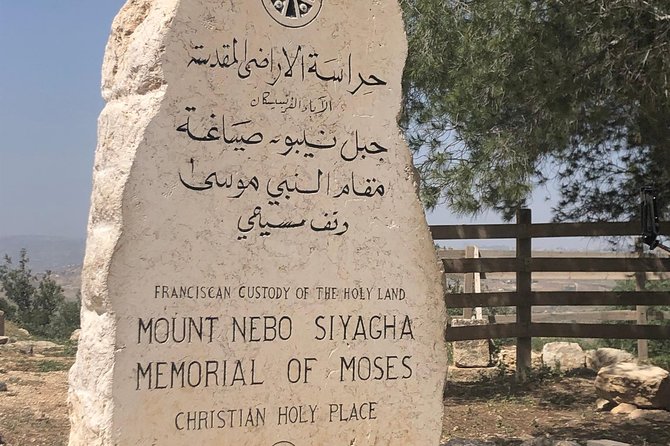 حراسة الاراضي المقدسة
الآباء الفرنسيسكان
جبل نيبو صياغة
مقام النبي موسى
وقف مسيحي
FRANCISCAN CUSTODY OF THE HOLY LAND
MOUNT NEBO SIYAGHA
MEMORIAL OF MOSES
CHRISTIAN HOLY PLACE